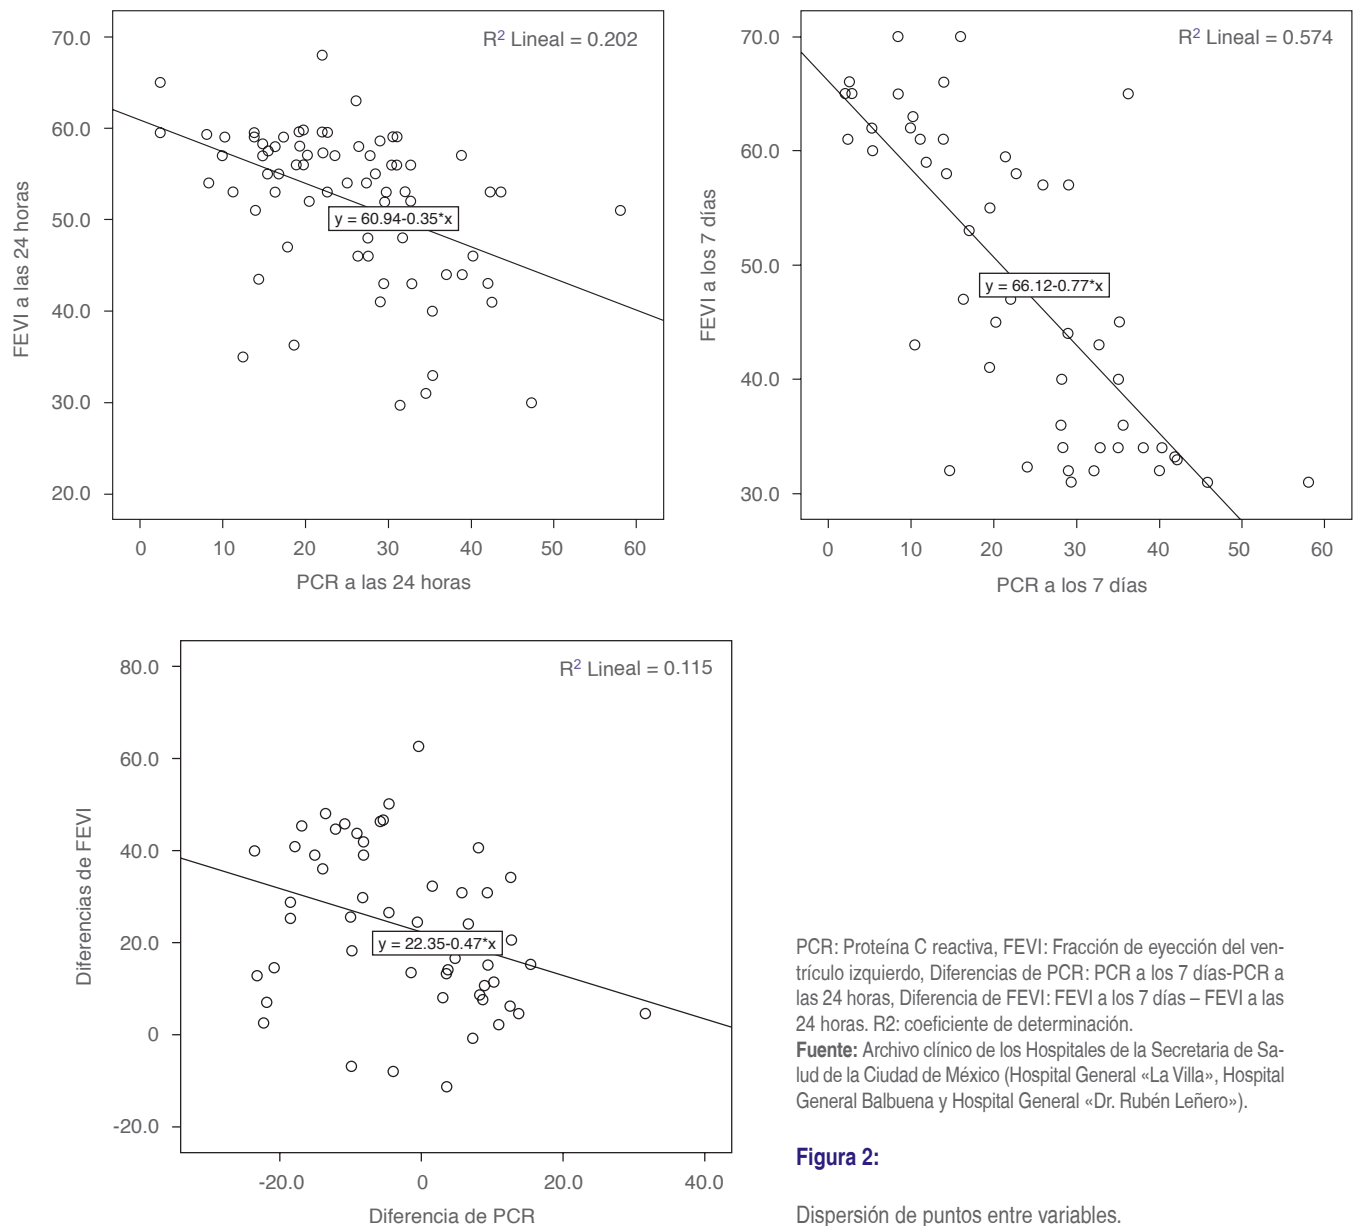 R2 Lineal = 0.202
70.0
60.0
50.0
40.0
30.0
20.0
FEVI a las 24 horas
y = 60.94-0.35*x
0 10 20 30 40 50 60
PCR a las 24 horas
R2 Lineal = 0.574
70.0
60.0
50.0
40.0
30.0
FEVI a los 7 días
y = 66.12-0.77*x
0 10 20 30 40 50 60
PCR a los 7 días
R2 Lineal = 0.115
80.0
60.0
40.0
20.0
0
-20.0
Diferencias de FEVI
y = 22.35-0.47*x
-20.0 0 20.0 40.0
Diferencia de PCR
PCR: Proteína C reactiva, FEVI: Fracción de eyección del ven-
trículo izquierdo, Diferencias de PCR: PCR a los 7 días-PCR a
las 24 horas, Diferencia de FEVI: FEVI a los 7 días – FEVI a las
24 horas. R2: coeficiente de determinación.
Fuente: Archivo clínico de los Hospitales de la Secretaria de Sa-
lud de la Ciudad de México (Hospital General «La Villa», Hospital
General Balbuena y Hospital General «Dr. Rubén Leñero»).
Figura 2:
Dispersión de puntos entre variables.